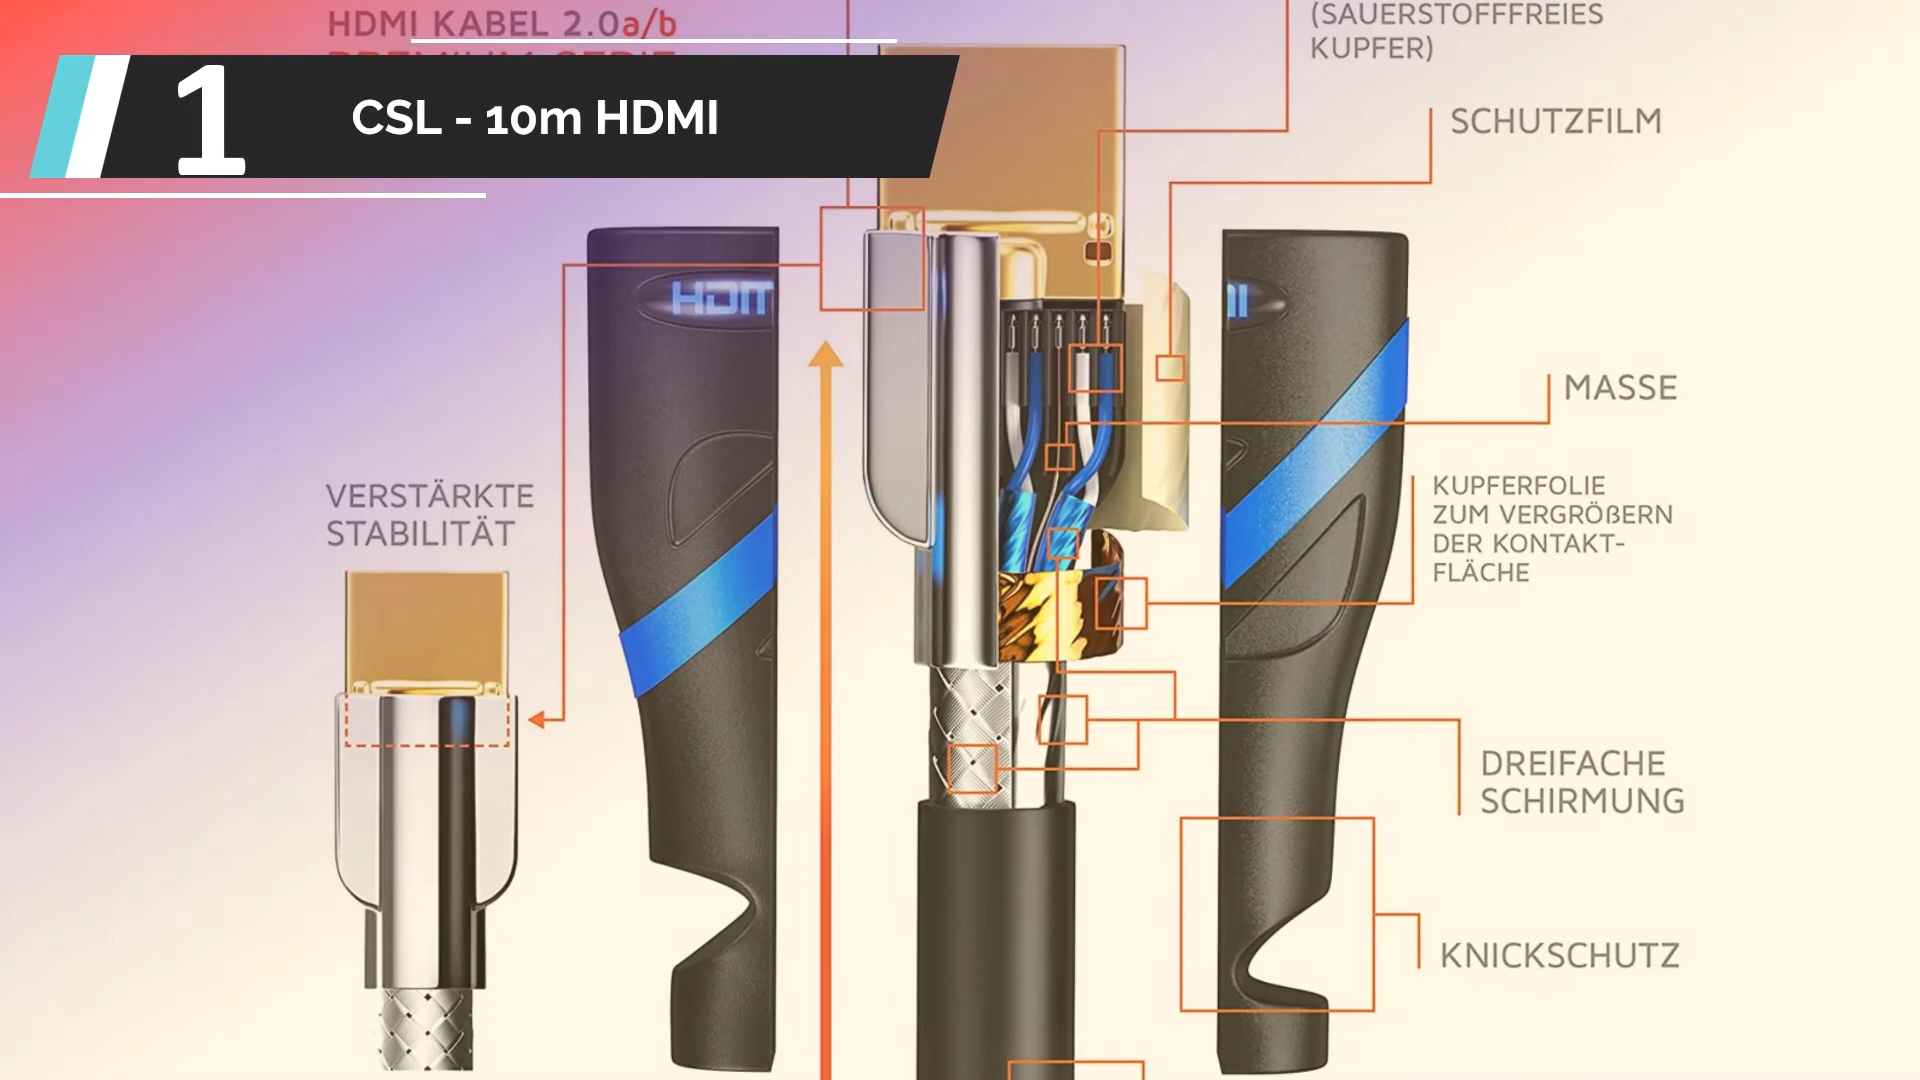 HDMI KABEL 2.0a/b
1
CSL - 10m HDMI
(SAUERSTOFFFREIES
KUPFER)
SCHUTZFILM
MASSE
KUPFERFOLIE
ZUM VERGRÖßERN
DER KONTAKT-
FLÄCHE
VERSTÄRKTE
STABILITÄT
DREIFACHE
SCHIRMUNG
KNICKSCHUTZ